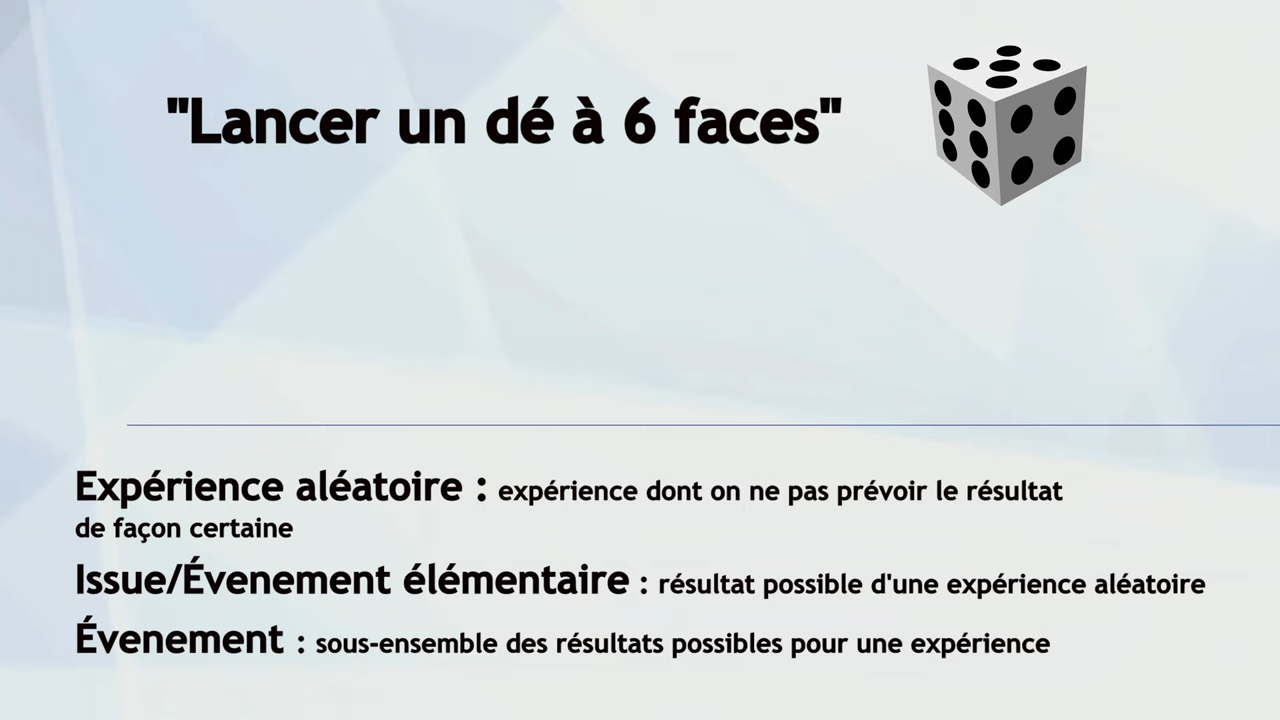 "Lancer un dé à 6 faces"
Expérience aléatoire : expérience dont on ne pas prévoir le résultat
de façon certaine
Issue/Évenement élémentaire : résultat possible d'une expérience aléatoire
Évenement : sous-ensemble des résultats possibles pour une expérience